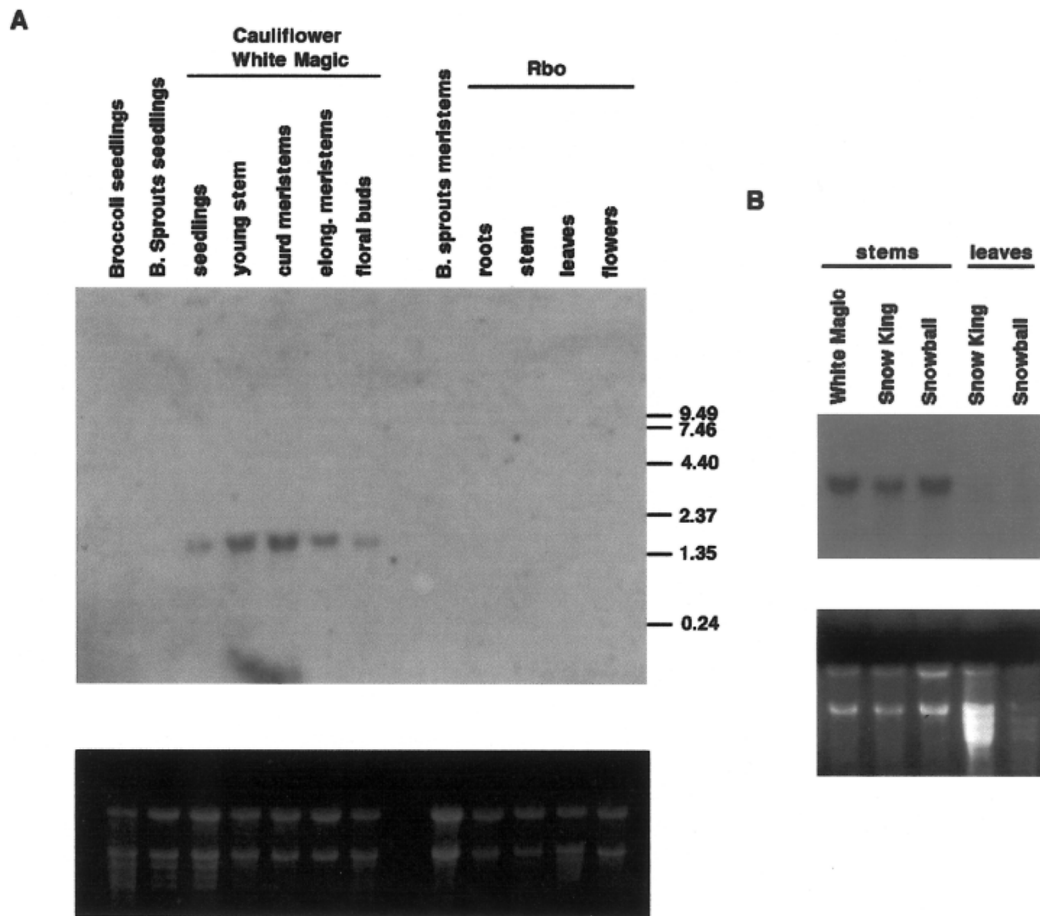 A
Cauliflower
White Magic
Rbo
Broccoli seedlings
B. Sprouts seedlings
seedlings
young stem
curd meristems
elong. meristems
floral buds
B. sprouts meristems
roots
stem
leaves
flowers
9.49
7.46
4.40
2.37
1.35
0.24
B
stems
leaves
White Magic
Snow King
Snowball
Snow King
Snowball